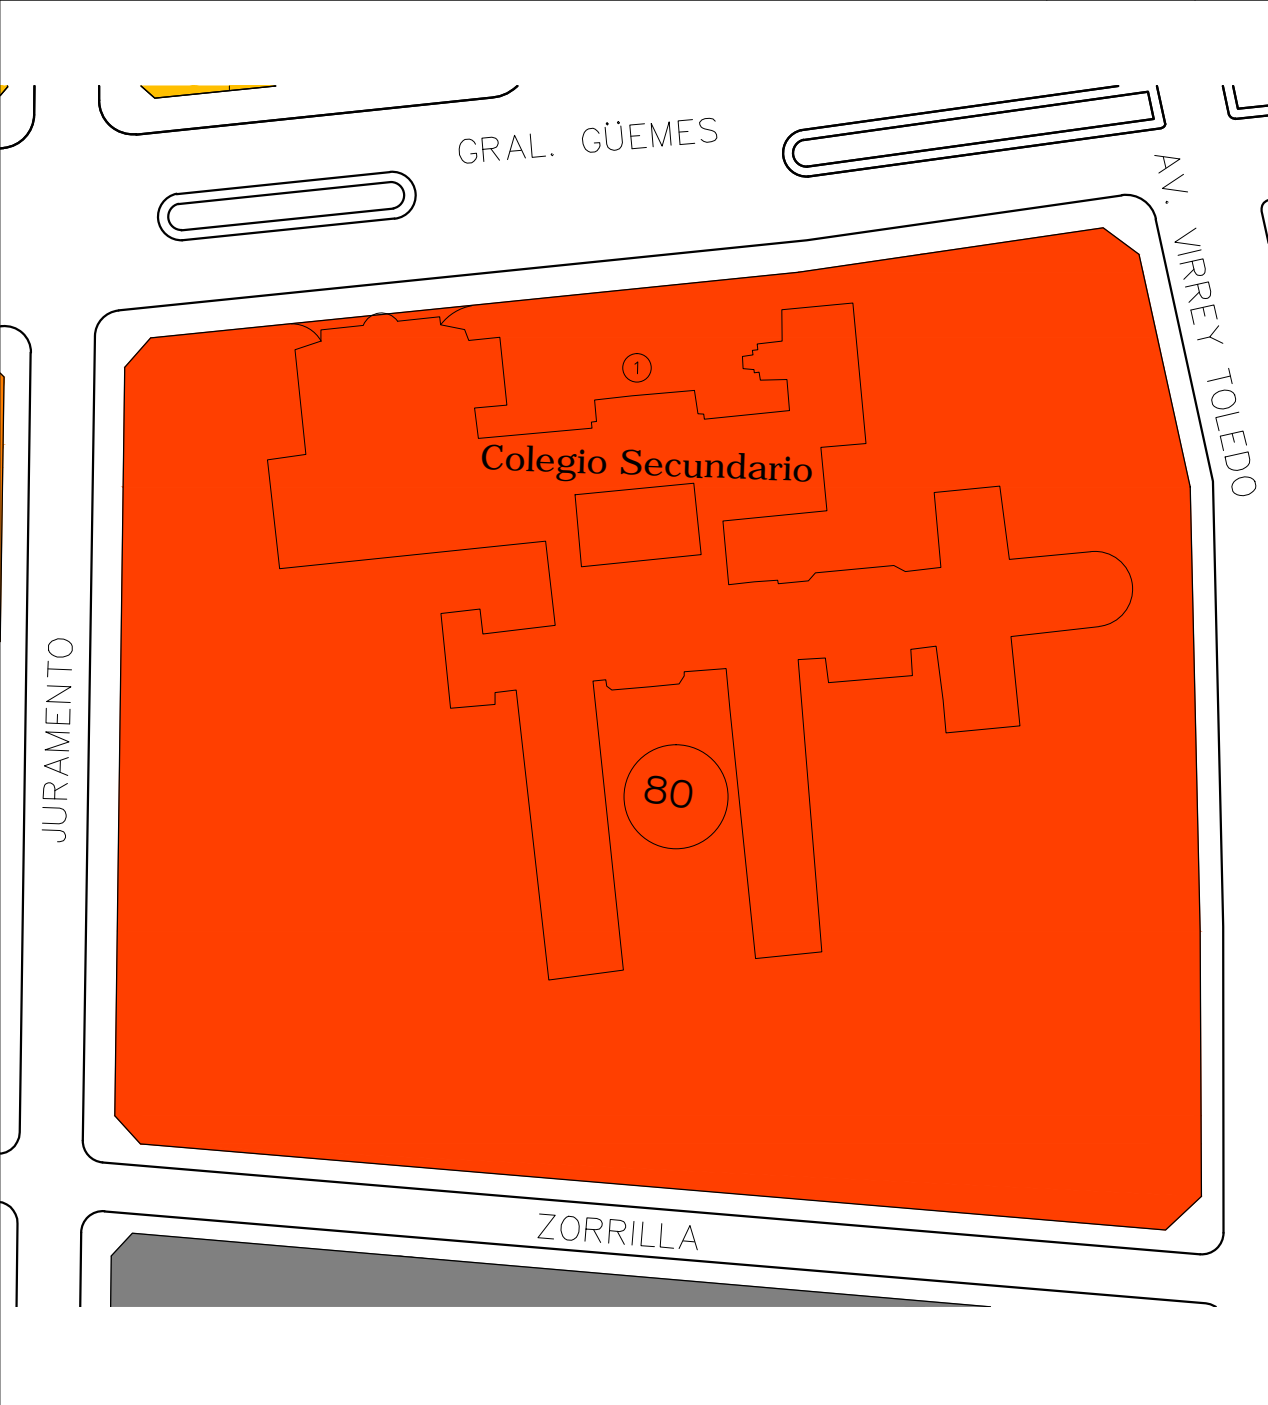 GRAL. GÜEMES
AV. VIRREY TOLEDO
1
Colegio Secundario
JURAMENTO
80
ZORRILLA